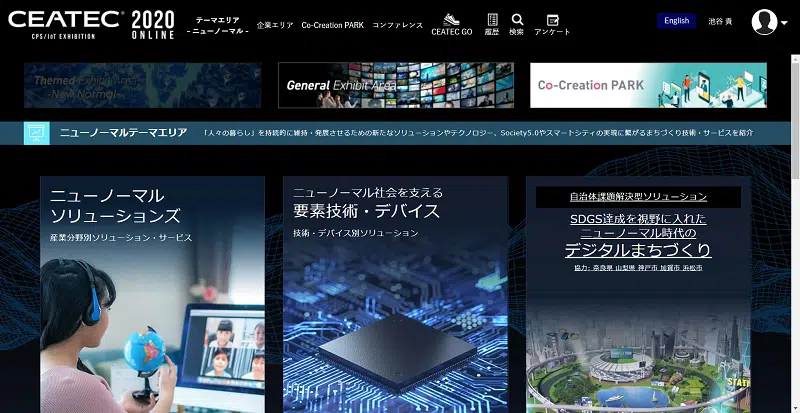 CEATEC® 2020
CPS/IoT EXHIBITION ONLINE
テーマエリア
- ニューノーマル -
企業エリア
Co-Creation PARK
カンファレンス
CEATEC GO
履歴
検索
アンケート
English
池谷 貴
Themed Exhibit Area
-New Normal-
General Exhibit Area
Co-Creation PARK
ニューノーマルテーマエリア
「人々の暮らし」を持続的に維持・発展させるための新たなソリューションやテクノロジー、Society5.0やスマートシティの実現に繋がるまちづくり技術・サービスを紹介
ニューノーマル
ソリューションズ
産業分野別ソリューション・サービス
ニューノーマル社会を支える
要素技術・デバイス
技術・デバイス別ソリューション
自治体課題解決型ソリューション
SDGS達成を視野に入れた
ニューノーマル時代の
デジタルまちづくり
協力: 奈良県 山梨県 神戸市 加賀市 浜松市